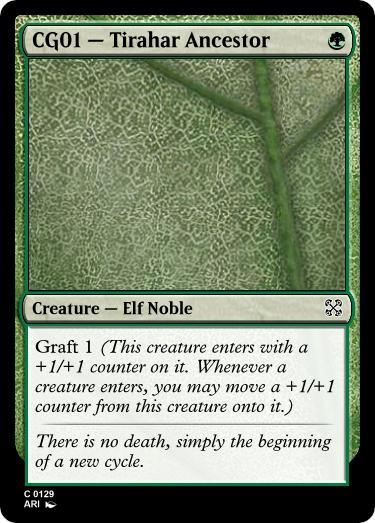 CG01 — Tirahar Ancestor
Creature — Elf Noble
Graft 1 (This creature enters with a
+1/+1 counter on it. Whenever a
creature enters, you may move a +1/+1
counter from this creature onto it.)
There is no death, simply the beginning
of a new cycle.
C 0129
ARI